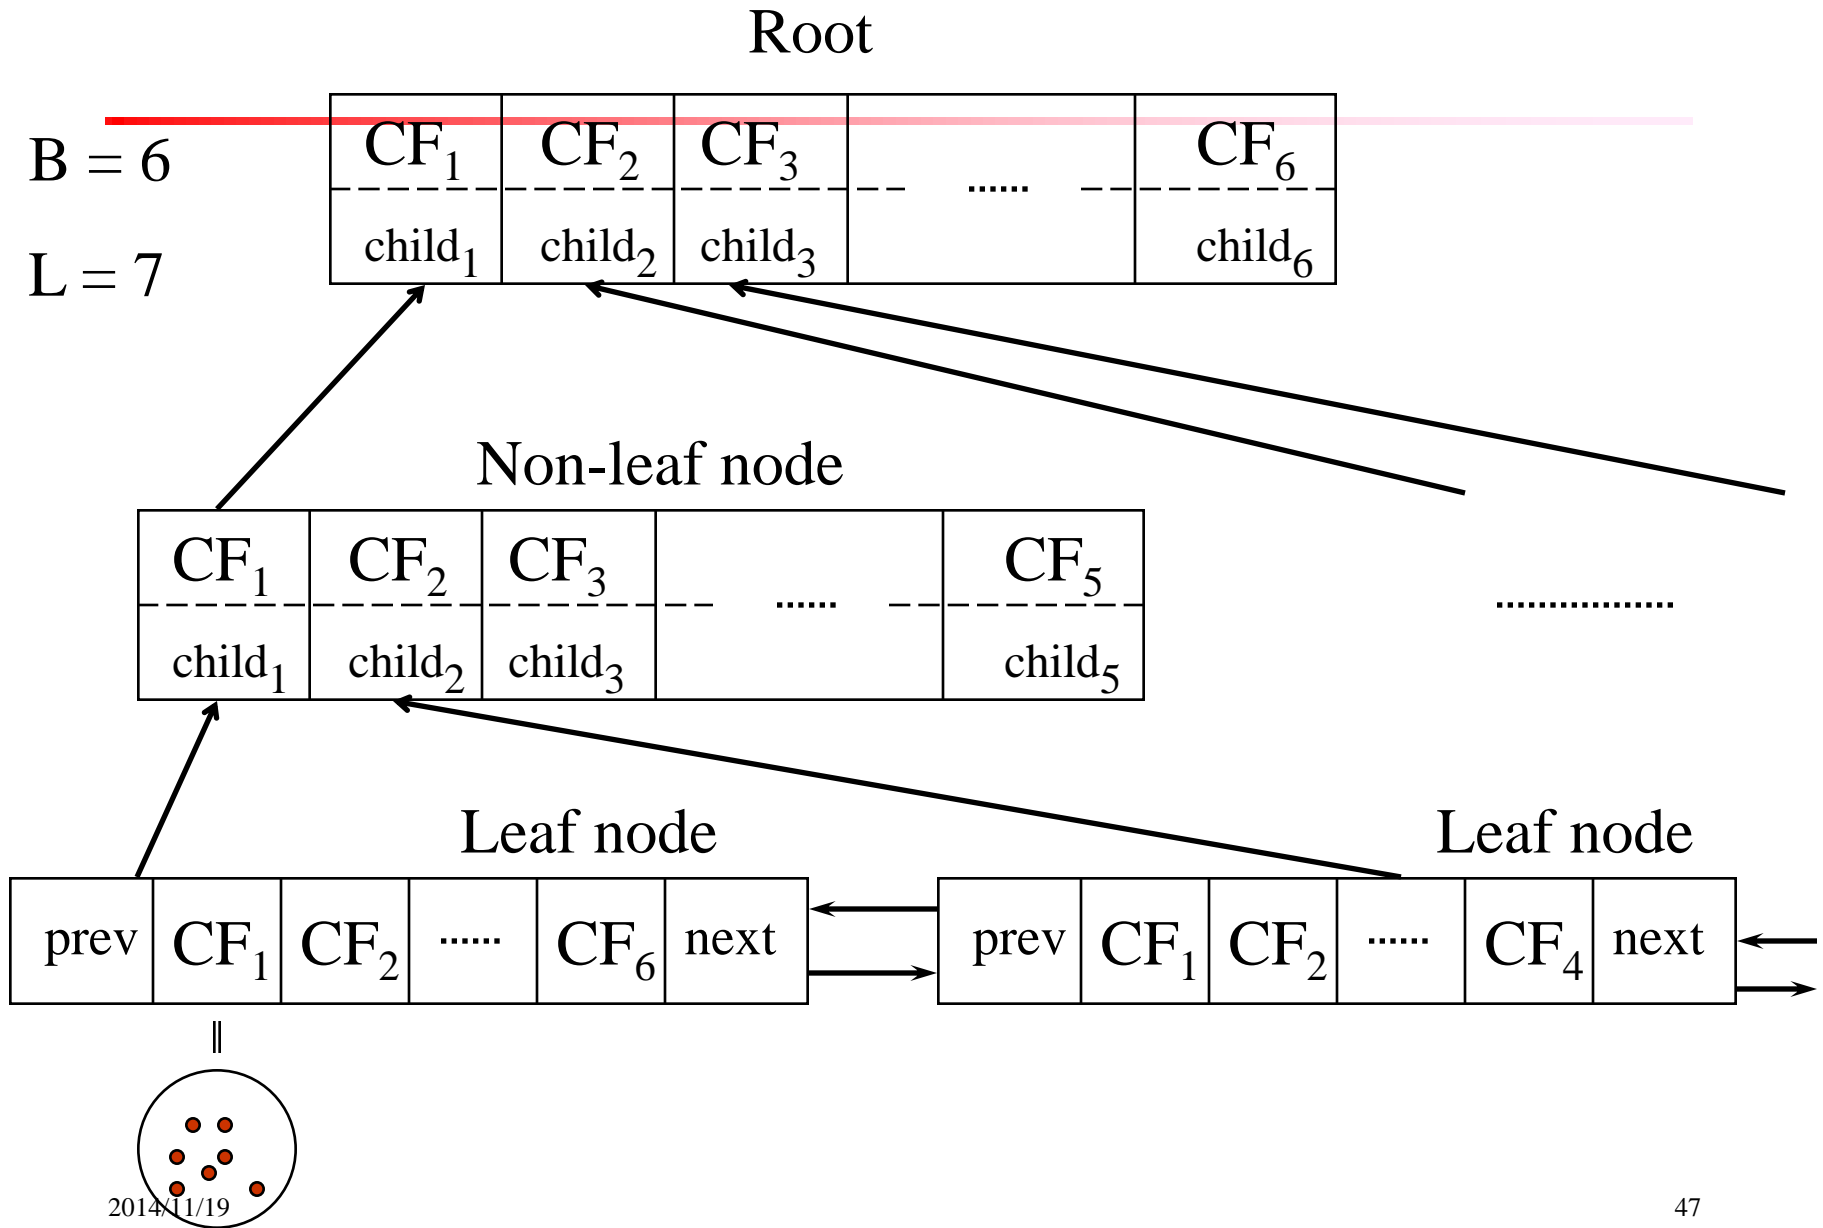 Root
B = 6
L = 7
CF1 CF2 CF3 CF6
child1 child2 child3 ...... child6
Non-leaf node
CF1 CF2 CF3 CF5
child1 child2 child3 ...... child5
..................
Leaf node
Leaf node
prev CF1 CF2 ...... CF6 next
prev CF1 CF2 ...... CF4 next
2014/11/19
47